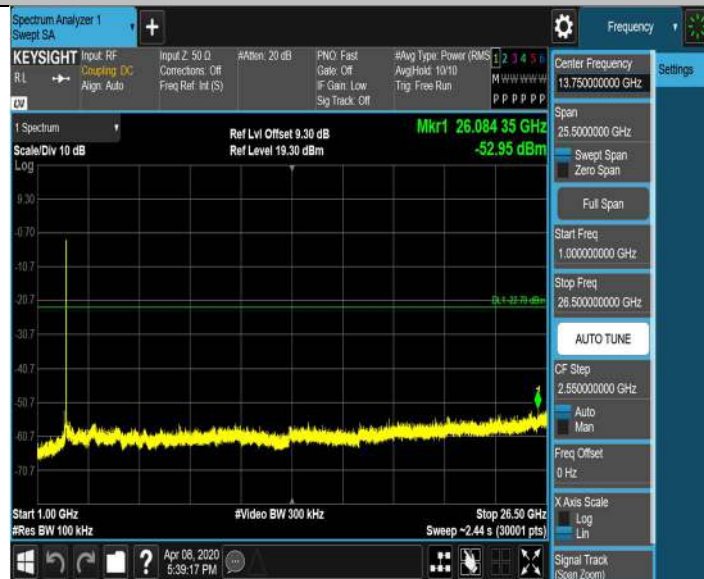 Spectrum Analyzer 1
Swept SA
Frequency
KEYSIGHT
RL
Input: RF
Coupling: DC
Align: Auto
Input Z: 50 Ω
Corrections: Off
Freq Ref: Int (S)
#Atten: 20 dB
PNO: Fast
Gate: Off
IF Gain: Low
Sig Track: Off
#Avg Type: Power (RMS
Avg|Hold: 10/10
Trig: Free Run
1 2 3 4 5 6
M W W W W W
P P P P P P
1 Spectrum
Scale/Div 10 dB
Log
Ref Lvl Offset 9.30 dB
Ref Level 19.30 dBm
Mkr1 26.084 35 GHz
-52.95 dBm
9.30
-0.70
-10.7
-20.7
-30.7
-40.7
-50.7
-60.7
-70.7
DL1 -22.70 dBm
1
Start 1.00 GHz
#Res BW 100 kHz
#Video BW 300 kHz
Stop 26.50 GHz
Sweep ~2.44 s (30001 pts)
Apr 08, 2020
5:39:17 PM
Center Frequency
13.750000000 GHz
Settings
Span
25.5000000 GHz
Swept Span
Zero Span
Full Span
Start Freq
1.000000000 GHz
Stop Freq
26.500000000 GHz
AUTO TUNE
CF Step
2.550000000 GHz
Auto
Man
Freq Offset
0 Hz
X Axis Scale
Log
Lin
Signal Track
(Span Zoom)